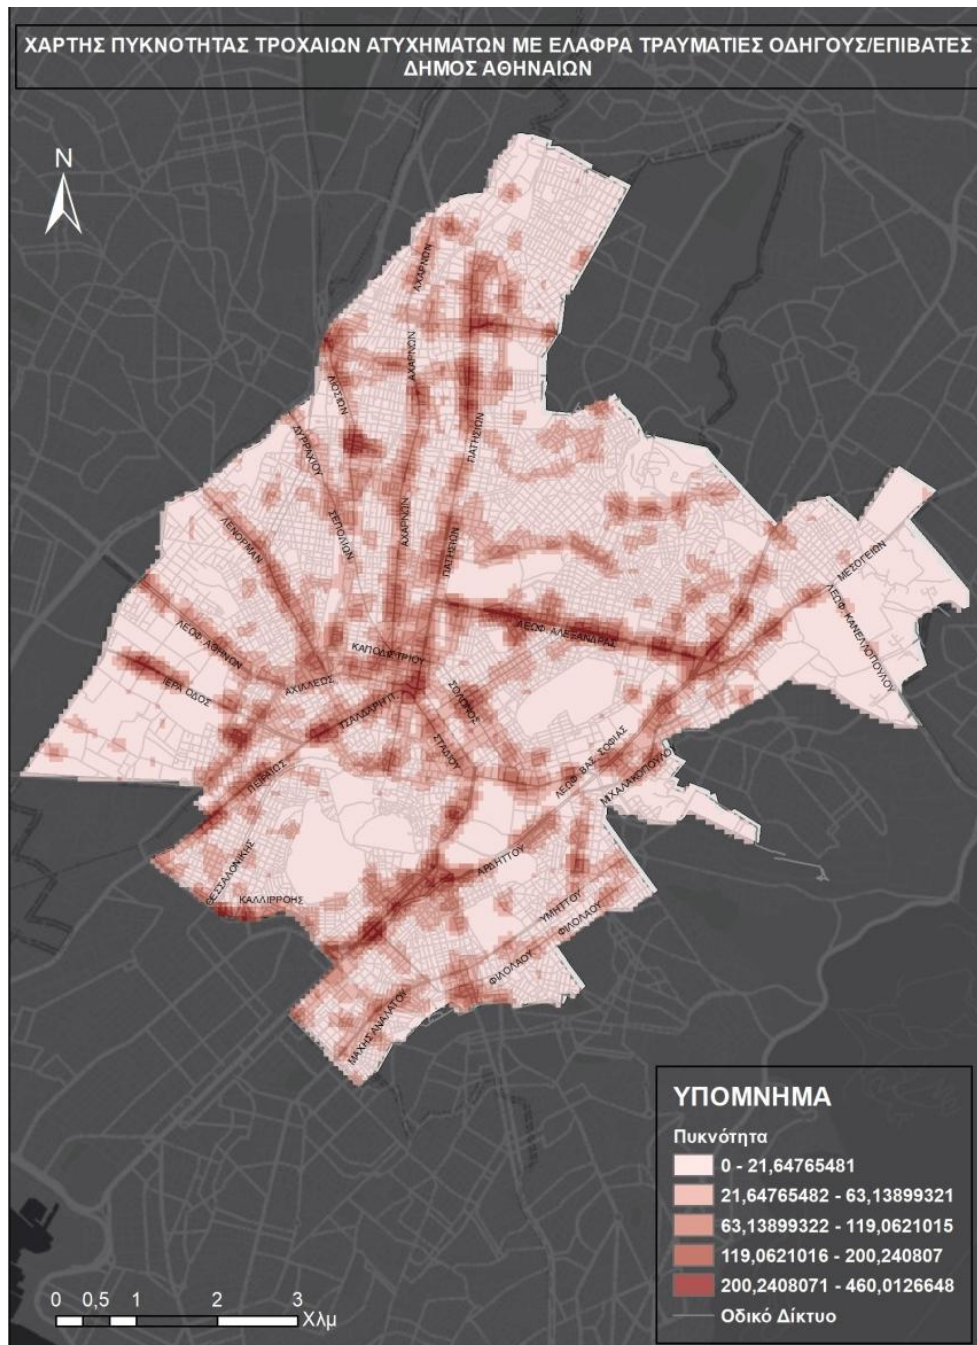 ΧΑΡΤΗΣ ΠΥΚΝΟΤΗΤΑΣ ΤΡΟΧΑΙΩΝ ΑΤΥΧΗΜΑΤΩΝ ΜΕ ΕΛΑΦΡΑ ΤΡΑΥΜΑΤΙΕΣ ΟΔΗΓΟΥΣ/ΕΠΙΒΑΤΕΣ
ΔΗΜΟΣ ΑΘΗΝΑΙΩΝ
N
ΑΧΑΡΝΩΝ
ΑΧΑΡΝΩΝ
ΛΙΟΣΙΩΝ
ΠΑΤΗΣΙΩΝ
ΔΥΡΡΑΧΙΟΥ
ΣΕΠΟΛΙΩΝ
ΑΧΑΡΝΩΝ
ΠΑΤΗΣΙΩΝ
ΛΕΝΟΡΜΑΝ
ΜΕΣΟΓΕΙΩΝ
ΛΕΩΦ. ΚΑΝΕΛΛΟΠΟΥΛΟΥ
ΛΕΩΦ. ΑΘΗΝΩΝ
ΛΕΩΦ. ΑΛΕΞΑΝΔΡΑΣ
ΚΑΠΟΔΙΣΤΡΙΟΥ
ΙΕΡΑ ΟΔΟΣ
ΑΧΙΛΛΕΩΣ
ΤΣΑΛΔΑΡΗ Π.
ΣΟΛΩΝΟΣ
ΣΤΑΔΙΟΥ
ΠΕΙΡΑΙΩΣ
ΛΕΩΦ. ΒΑΣ. ΣΟΦΙΑΣ
ΜΙΧΑΛΑΚΟΠΟΥΛΟΥ
ΘΕΣΣΑΛΟΝΙΚΗΣ
ΑΡΔΗΤΤΟΥ
ΚΑΛΛΙΡΡΟΗΣ
ΥΜΗΤΤΟΥ
ΦΙΛΟΛΑΟΥ
ΦΙΛΟΛΑΟΥ
ΜΑΧΗΣ ΑΝΑΛΑΤΟΥ
ΥΠΟΜΝΗΜΑ
Πυκνότητα
0 - 21,64765481
21,64765482 - 63,13899321
63,13899322 - 119,0621015
119,0621016 - 200,240807
200,2408071 - 460,0126648
Οδικό Δίκτυο
0 0,5 1 2 3
Χλμ